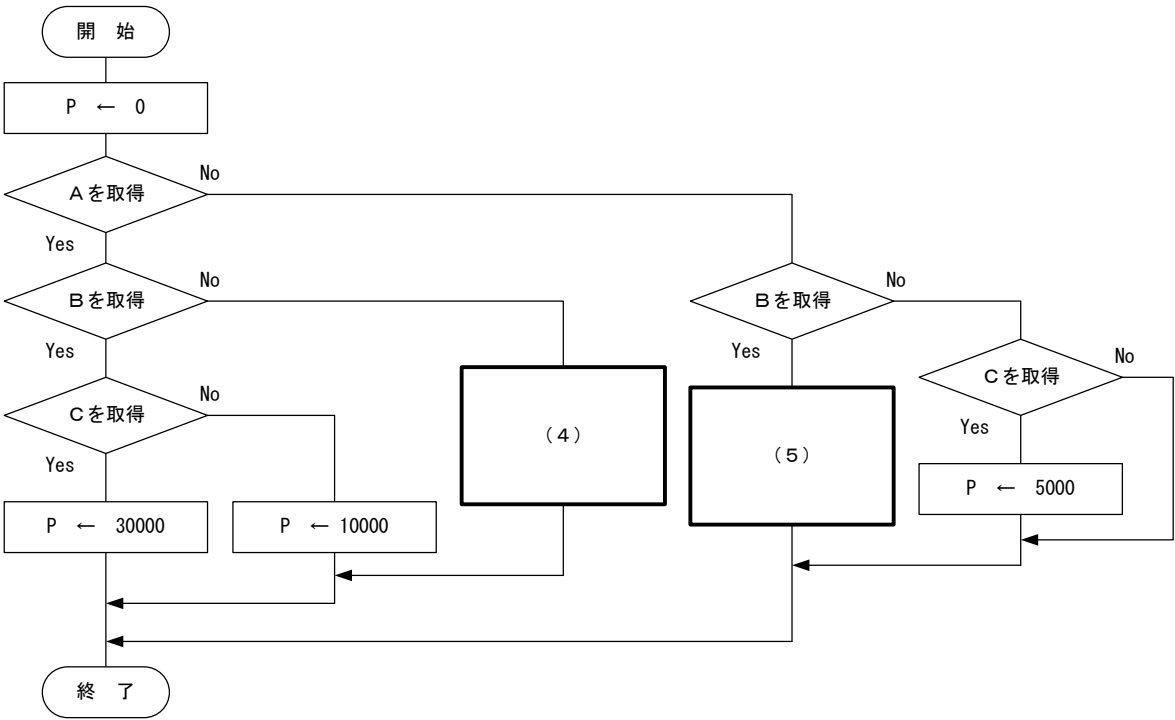 開 始
P ← 0
Aを取得
No
Yes
Bを取得
No
Bを取得
No
Yes
Yes
Cを取得
No
Cを取得
No
Yes
Yes
(4)
(5)
P ← 30000
P ← 10000
P ← 5000
終 了